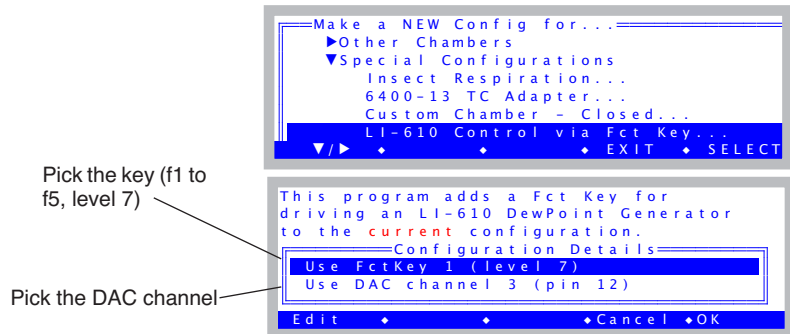 Make a NEW Config for...
▶Other Chambers
▼Special Configurations
Insect Respiration...
6400-13 TC Adapter...
Custom Chamber - Closed...
LI-610 Control via Fct Key...
▼/▶ ◆ ◆ ◆ EXIT ◆ SELECT
Pick the key (f1 to
f5, level 7)
This program adds a Fct Key for
driving an LI-610 DewPoint Generator
to the current configuration.
Configuration Details
Use FctKey 1 (level 7)
Use DAC channel 3 (pin 12)
Pick the DAC channel
Edit ◆ ◆ ◆Cancel ◆OK